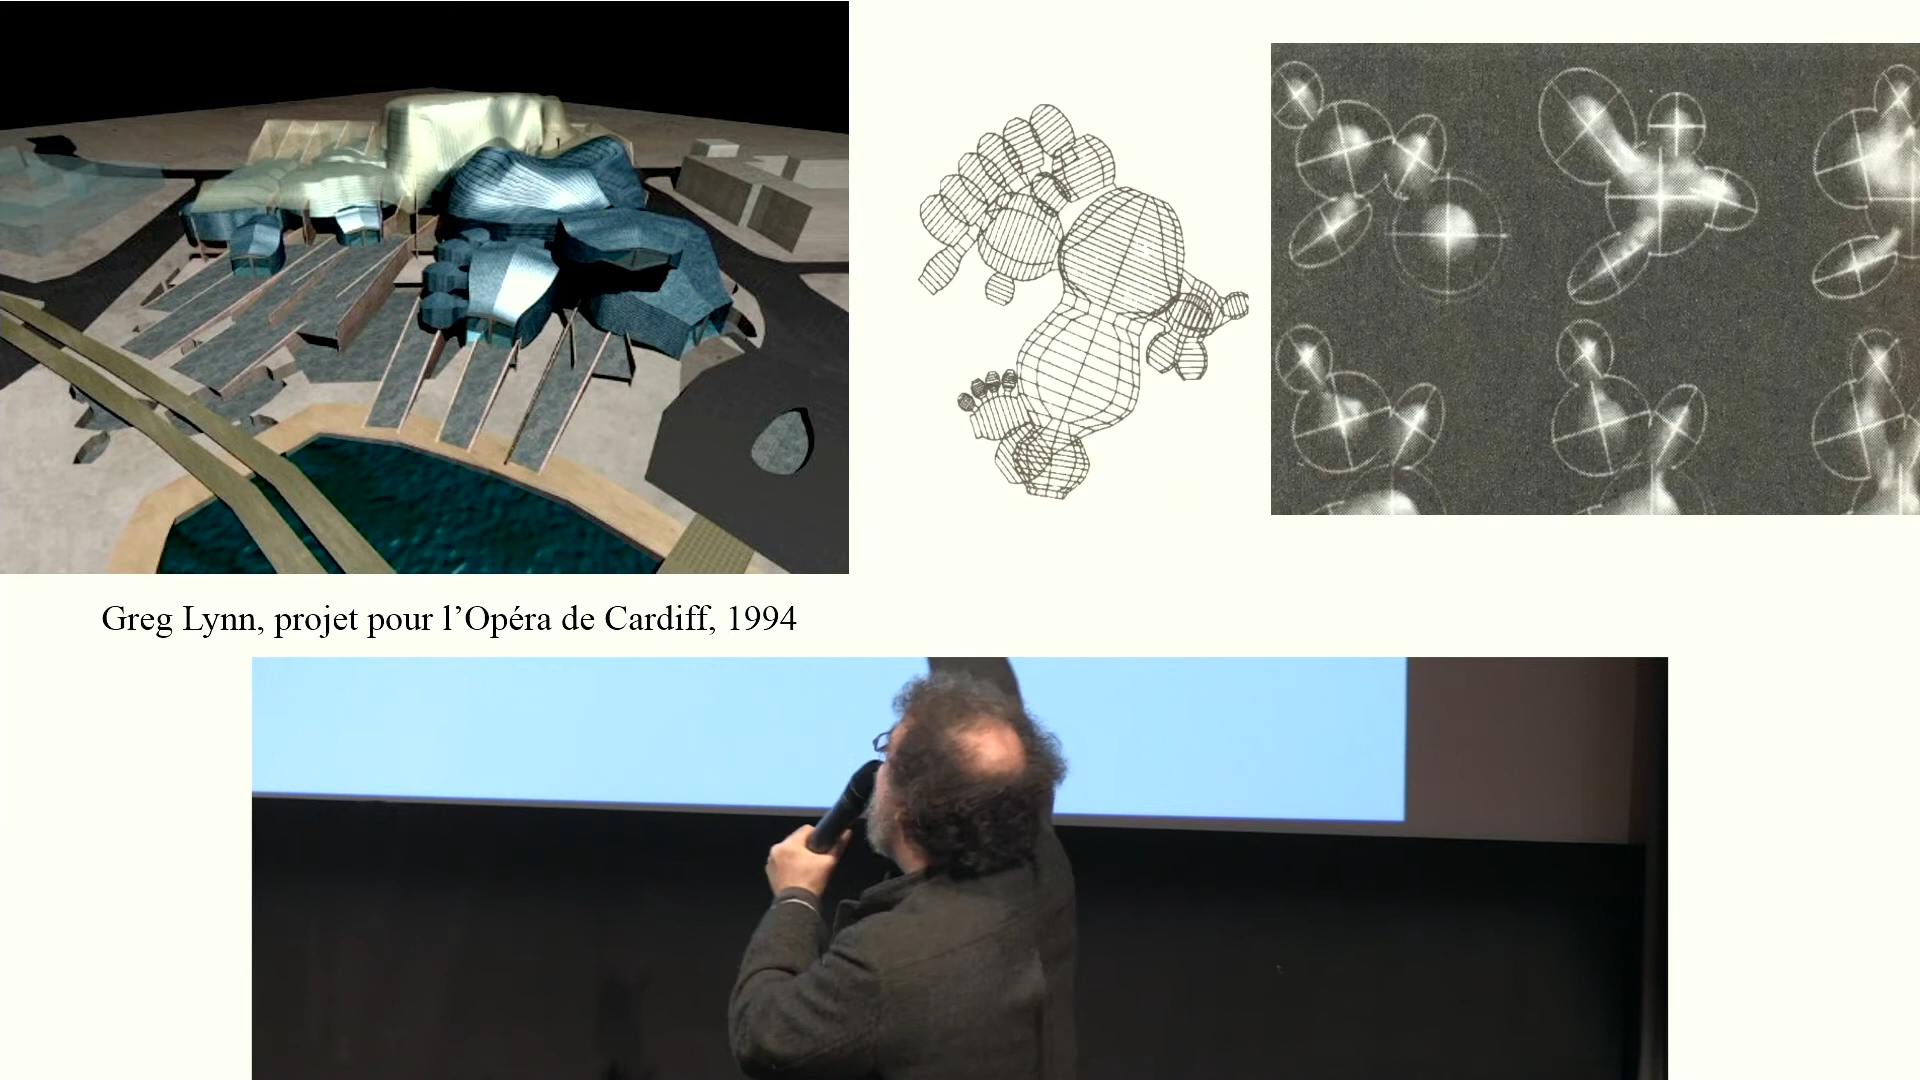 Greg Lynn, projet pour l’Opéra de Cardiff, 1994